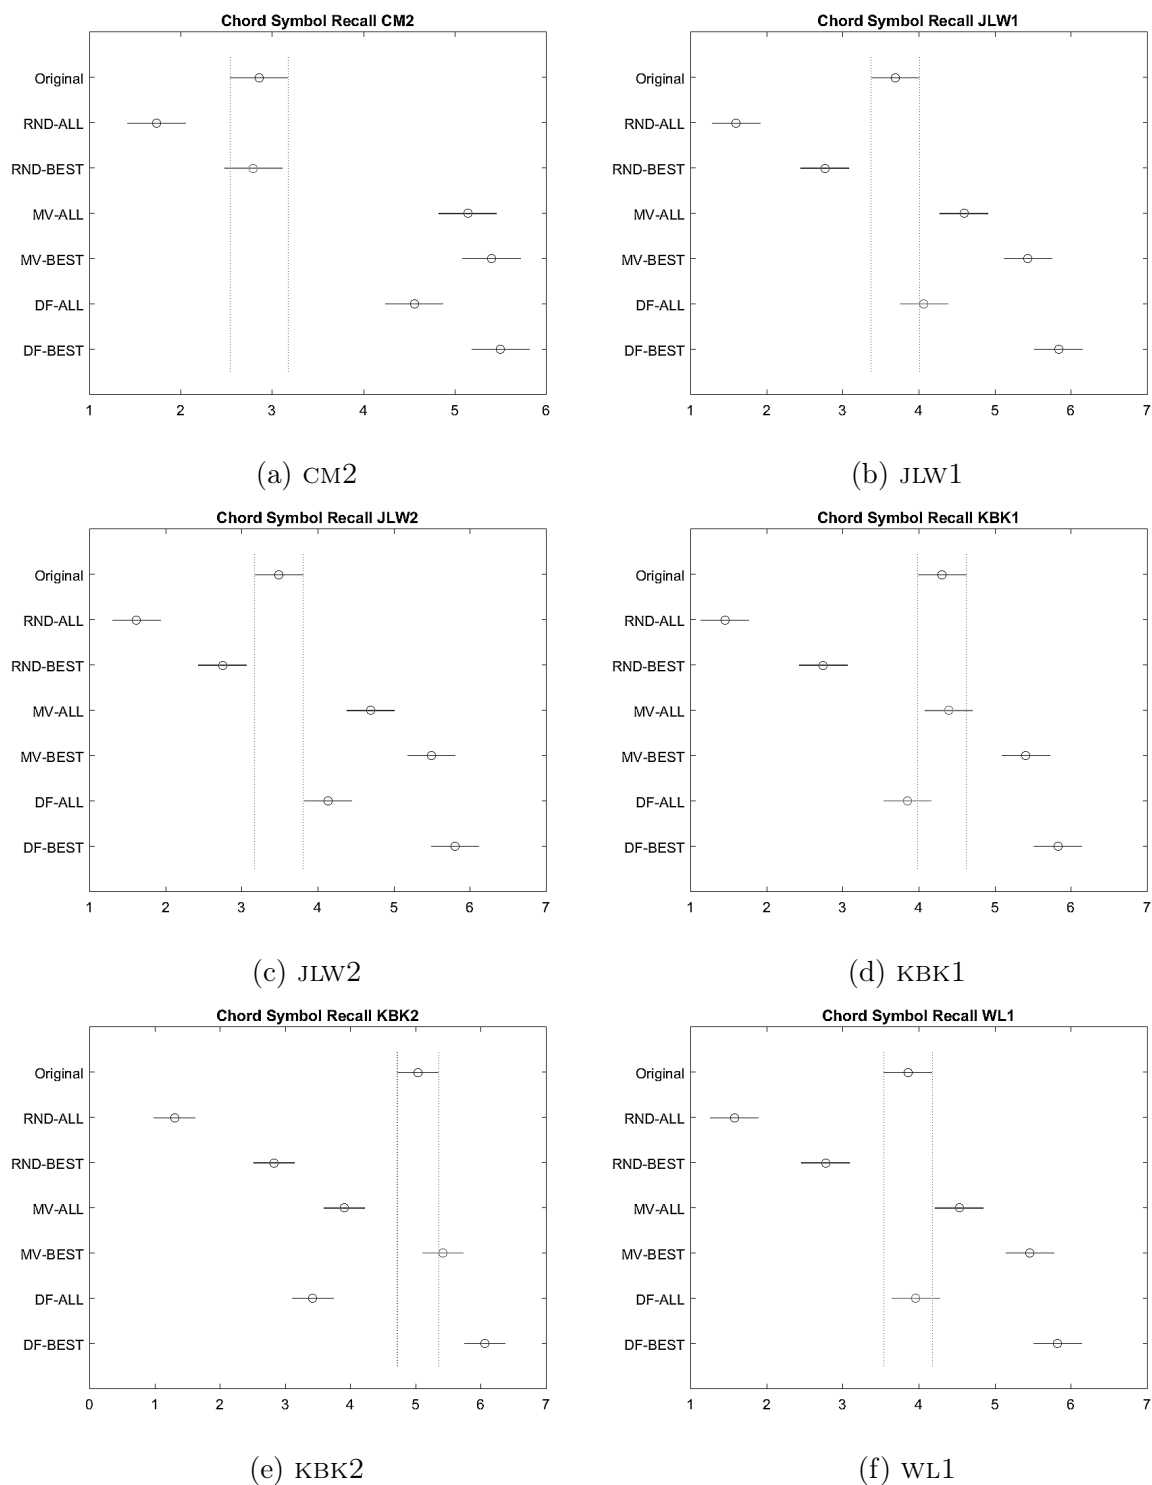 Chord Symbol Recall CM2
Original
RND-ALL
RND-BEST
MV-ALL
MV-BEST
DF-ALL
DF-BEST
1 2 3 4 5 6
(a) CM2
Chord Symbol Recall JLW1
Original
RND-ALL
RND-BEST
MV-ALL
MV-BEST
DF-ALL
DF-BEST
1 2 3 4 5 6 7
(b) JLW1
Chord Symbol Recall JLW2
Original
RND-ALL
RND-BEST
MV-ALL
MV-BEST
DF-ALL
DF-BEST
1 2 3 4 5 6 7
(c) JLW2
Chord Symbol Recall KBK1
Original
RND-ALL
RND-BEST
MV-ALL
MV-BEST
DF-ALL
DF-BEST
1 2 3 4 5 6 7
(d) KBK1
Chord Symbol Recall KBK2
Original
RND-ALL
RND-BEST
MV-ALL
MV-BEST
DF-ALL
DF-BEST
0 1 2 3 4 5 6 7
(e) KBK2
Chord Symbol Recall WL1
Original
RND-ALL
RND-BEST
MV-ALL
MV-BEST
DF-ALL
DF-BEST
1 2 3 4 5 6 7
(f) WL1